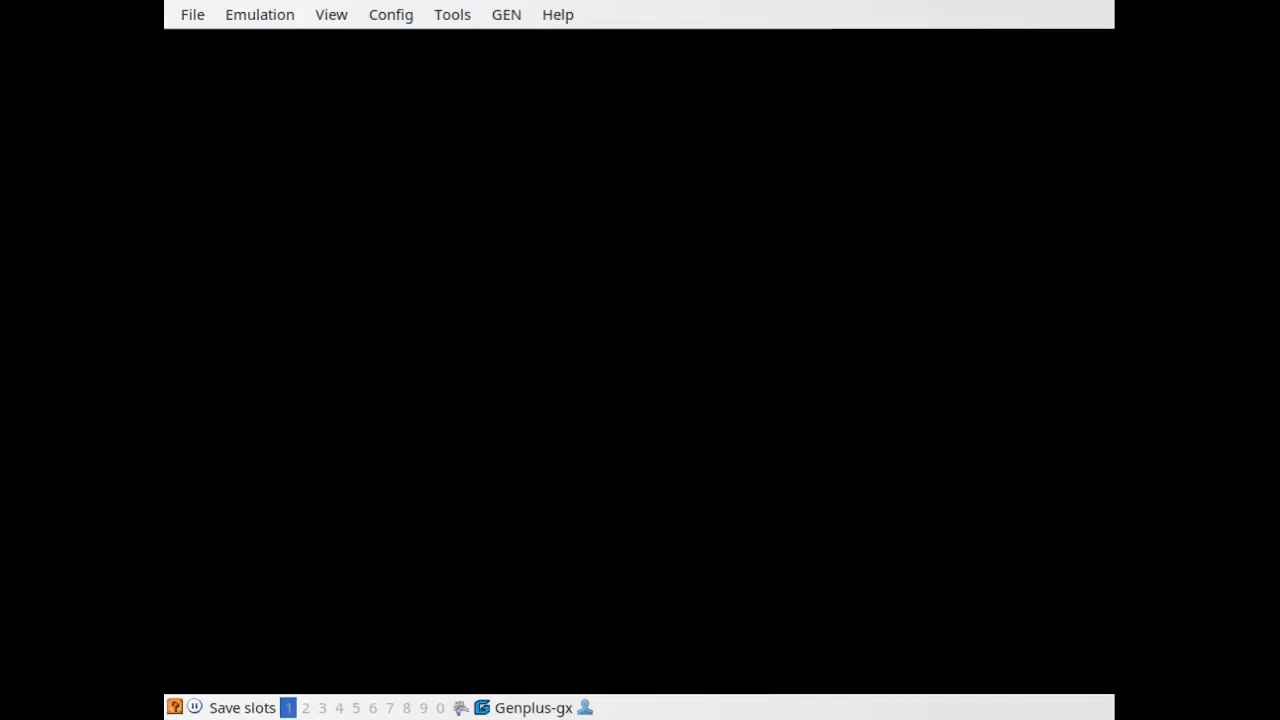 File Emulation View Config Tools GEN Help
Save slots 1 2 3 4 5 6 7 8 9 0 Genplus-gx